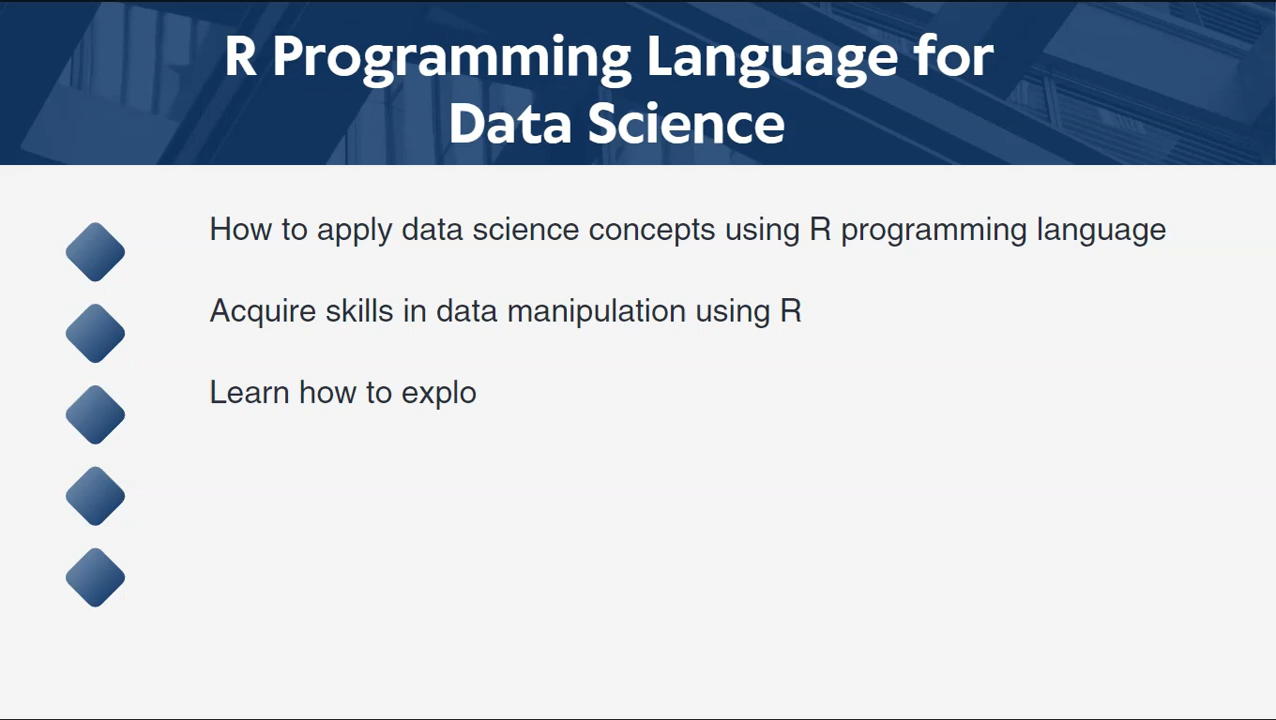 R Programming Language for
Data Science
How to apply data science concepts using R programming language
Acquire skills in data manipulation using R
Learn how to explo